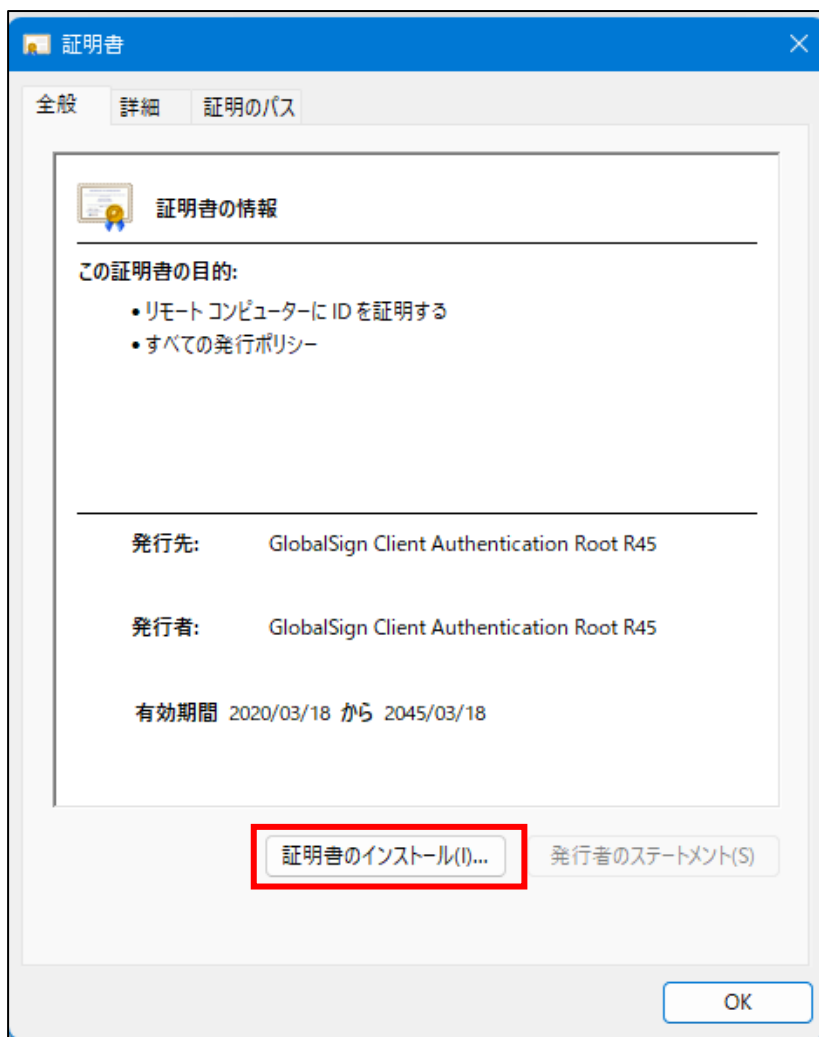 証明書
全般 詳細 証明のパス
証明書の情報
この証明書の目的:
• リモート コンピューターに ID を証明する
• すべての発行ポリシー
発行先: GlobalSign Client Authentication Root R45
発行者: GlobalSign Client Authentication Root R45
有効期間 2020/03/18 から 2045/03/18
証明書のインストール(I)... 発行者のステートメント(S)
OK